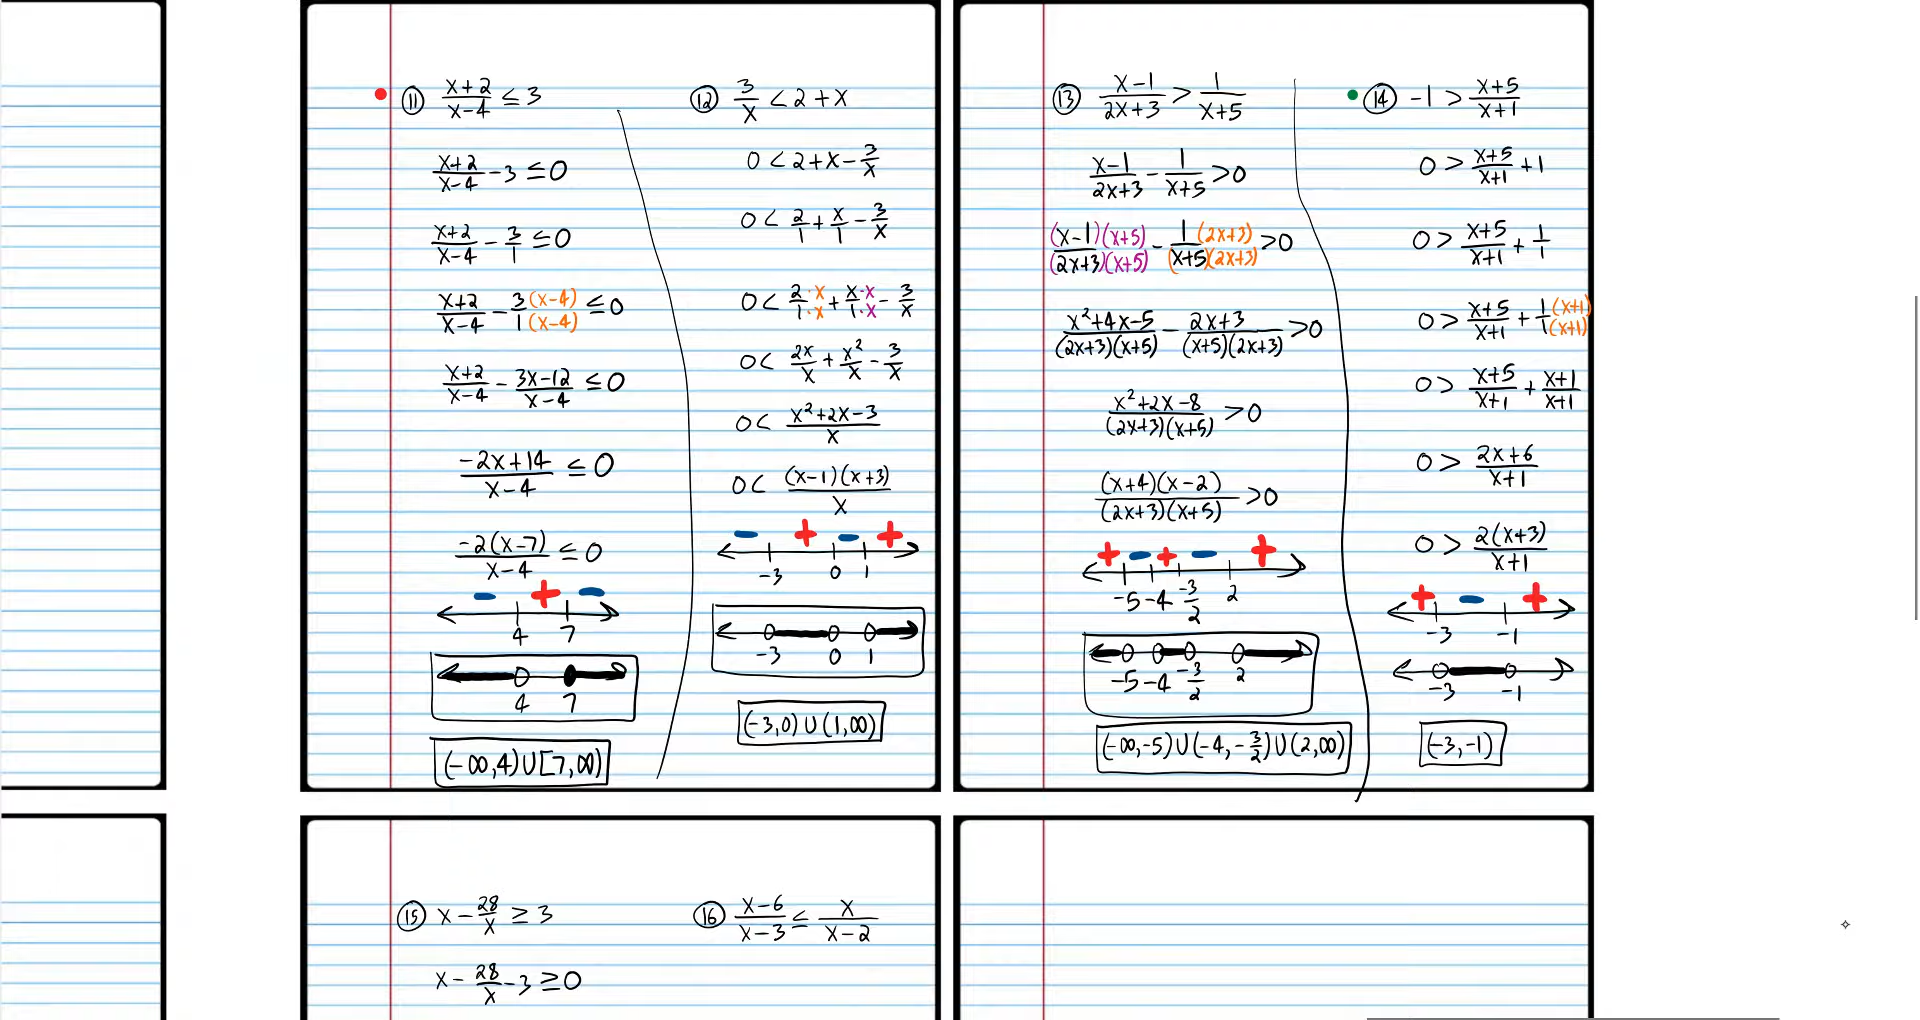 ⑪ (x+2)/(x-4) ≤ 3
(x+2)/(x-4) - 3 ≤ 0
(x+2)/(x-4) - 3/1 ≤ 0
(x+2)/(x-4) - 3(x-4)/1(x-4) ≤ 0
(x+2)/(x-4) - (3x-12)/(x-4) ≤ 0
(-2x+14)/(x-4) ≤ 0
-2(x-7)/(x-4) ≤ 0
- + -
4 7
4 7
(-∞,4)∪[7,∞)
⑫ 3/x < 2+x
0 < 2+x-3/x
0 < 2/1 + x/1 - 3/x
0 < 2·x/1·x + x·x/1·x - 3/x
0 < 2x/x + x²/x - 3/x
0 < (x²+2x-3)/x
0 < (x-1)(x+3)/x
- + - +
-3 0 1
-3 0 1
(-3,0)∪(1,∞)
⑬ (x-1)/(2x+3) > 1/(x+5)
(x-1)/(2x+3) - 1/(x+5) > 0
(x-1)(x+5)/(2x+3)(x+5) - 1(2x+3)/(x+5)(2x+3) > 0
(x²+4x-5)/(2x+3)(x+5) - (2x+3)/(x+5)(2x+3) > 0
(x²+2x-8)/(2x+3)(x+5) > 0
(x+4)(x-2)/(2x+3)(x+5) > 0
+ - + - +
-5 -4 -3/2 2
-5 -4 -3/2 2
(-∞,-5)∪(-4,-3/2)∪(2,∞)
⑭ -1 > (x+5)/(x+1)
0 > (x+5)/(x+1) + 1
0 > (x+5)/(x+1) + 1/1
0 > (x+5)/(x+1) + 1(x+1)/1(x+1)
0 > (x+5)/(x+1) + (x+1)/(x+1)
0 > (2x+6)/(x+1)
0 > 2(x+3)/(x+1)
+ - +
-3 -1
-3 -1
(-3,-1)
⑮ x - 28/x ≥ 3
x - 28/x - 3 ≥ 0
⑯ (x-6)/(x-3) ≤ x/(x-2)